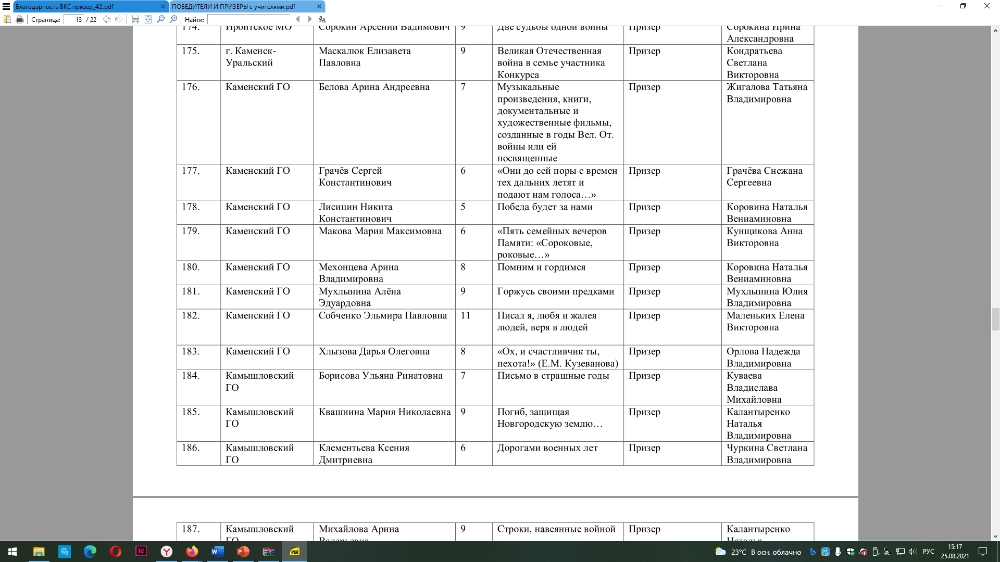 Благодарность ВКС призер_42.pdf
ПОБЕДИТЕЛИ И ПРИЗЕРЫ с учителями.pdf
Страница: 13 / 22 Найти:
174. Ирбитское МО Сорокин Арсений Вадимович 9 Две судьбы одной войны Призер Сорокина Ирина
Александровна
175. г. Каменск- Маскалюк Елизавета 9 Великая Отечественная Призер Кондратьева
Уральский Павловна война в семье участника Светлана
Конкурса Викторовна
176. Каменский ГО Белова Арина Андреевна 7 Музыкальные Призер Жигалова Татьяна
произведения, книги, Владимировна
документальные и
художественные фильмы,
созданные в годы Вел. От.
войны или ей
посвященные
177. Каменский ГО Грачёв Сергей 6 «Они до сей поры с времен Призер Грачёва Снежана
Константинович тех дальних летят и Сергеевна
подают нам голоса…»
178. Каменский ГО Лисицин Никита 5 Победа будет за нами Призер Коровина Наталья
Константинович Вениаминовна
179. Каменский ГО Макова Мария Максимовна 6 «Пять семейных вечеров Призер Кунщикова Анна
Памяти: «Сороковые, Викторовна
роковые…»
180. Каменский ГО Мехонцева Арина 8 Помним и гордимся Призер Коровина Наталья
Владимировна Вениаминовна
181. Каменский ГО Мухлынина Алёна 9 Горжусь своими предками Призер Мухлынина Юлия
Эдуардовна Владимировна
182. Каменский ГО Собченко Эльмира Павловна 11 Писал я, любя и жалея Призер Маленьких Елена
людей, веря в людей Викторовна
183. Каменский ГО Хлызова Дарья Олеговна 8 «Ох, и счастливчик ты, Призер Орлова Надежда
пехота!» (Е.М. Кузеванова) Владимировна
184. Камышловский Борисова Ульяна Ринатовна 7 Письмо в страшные годы Призер Куваева
ГО Владислава
Михайловна
185. Камышловский Квашнина Мария Николаевна 9 Погиб, защищая Призер Калантыренко
ГО Новгородскую землю… Наталья
Владимировна
186. Камышловский Клементьева Ксения 6 Дорогами военных лет Призер Чуркина Светлана
ГО Дмитриевна Владимировна
187. Камышловский Михайлова Арина 9 Строки, навеянные войной Призер Калантыренко
23°C В осн. облачно РУС 15:17
25.08.2021